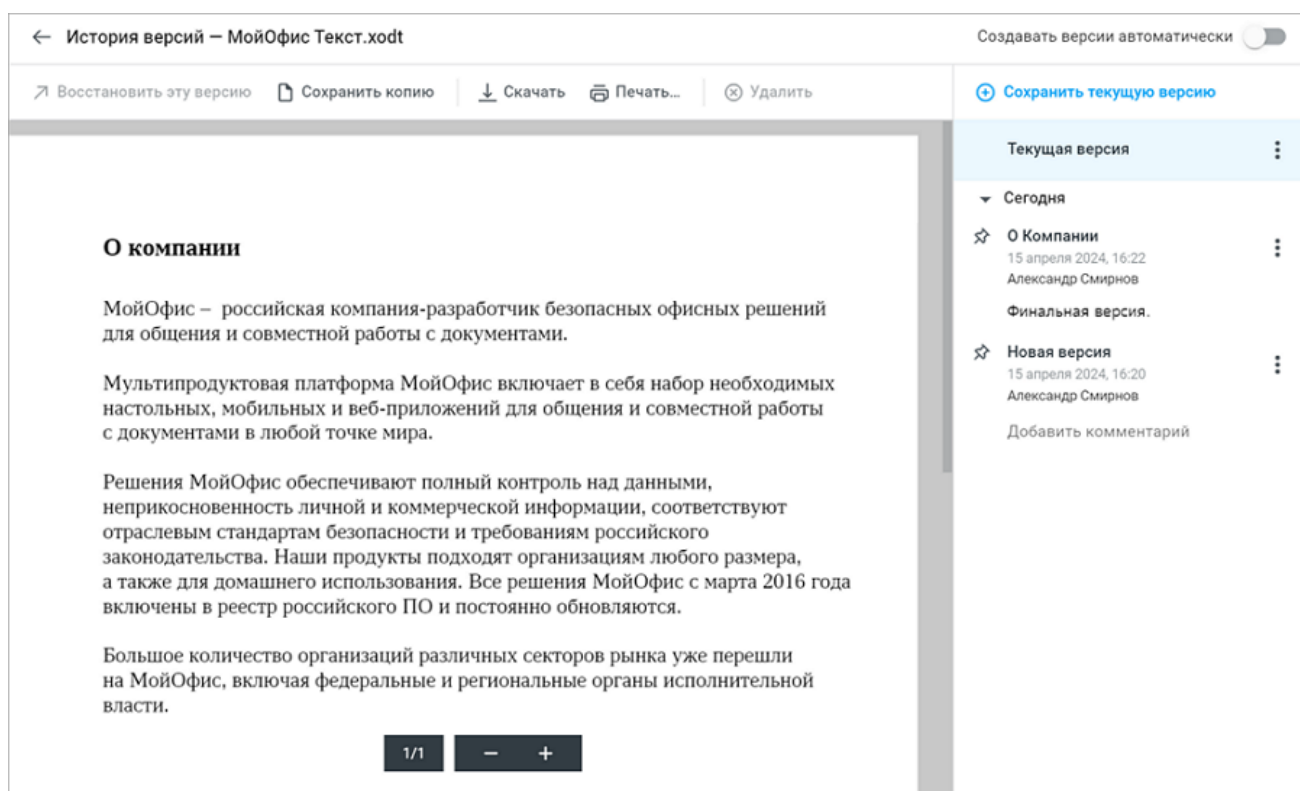 История версий — МойОфис Текст.xodt
Создавать версии автоматически
Восстановить эту версию
Сохранить копию
Скачать
Печать...
Удалить
Сохранить текущую версию
О компании
МойОфис – российская компания-разработчик безопасных офисных решений
для общения и совместной работы с документами.
Мультипродуктовая платформа МойОфис включает в себя набор необходимых
настольных, мобильных и веб-приложений для общения и совместной работы
с документами в любой точке мира.
Решения МойОфис обеспечивают полный контроль над данными,
неприкосновенность личной и коммерческой информации, соответствуют
отраслевым стандартам безопасности и требованиям российского
законодательства. Наши продукты подходят организациям любого размера,
а также для домашнего использования. Все решения МойОфис с марта 2016 года
включены в реестр российского ПО и постоянно обновляются.
Большое количество организаций различных секторов рынка уже перешли
на МойОфис, включая федеральные и региональные органы исполнительной
власти.
1/1
Текущая версия
Сегодня
О Компании
15 апреля 2024, 16:22
Александр Смирнов
Финальная версия.
Новая версия
15 апреля 2024, 16:20
Александр Смирнов
Добавить комментарий